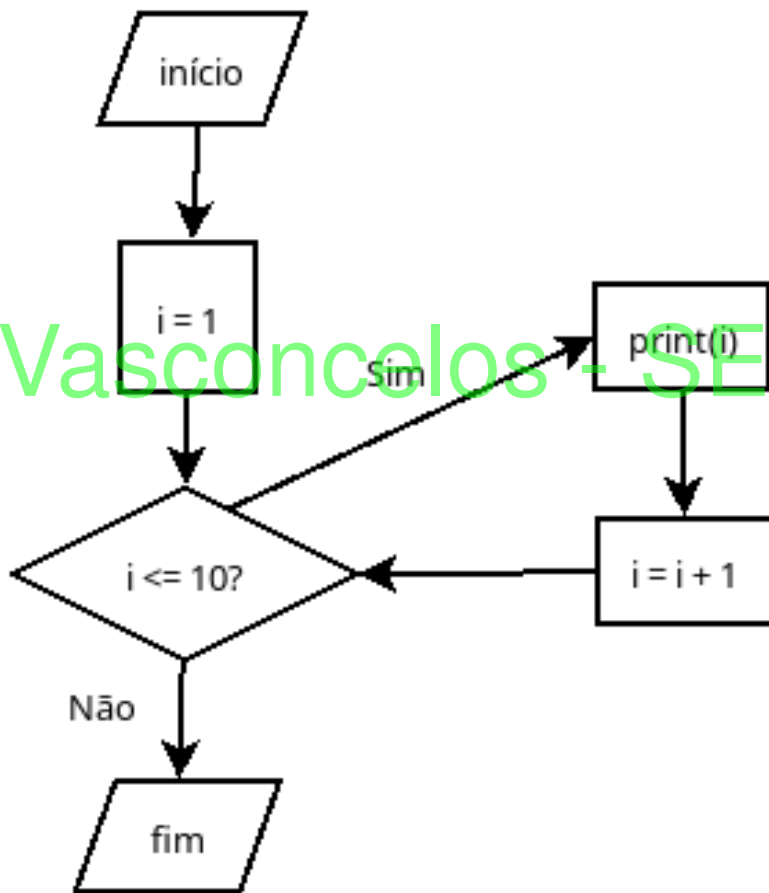 início
i = 1
Vasconcelos - SE
Sim
print(i)
i <= 10?
i = i + 1
Não
fim